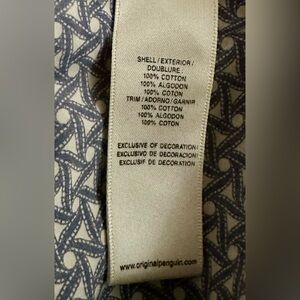 SHELL/EXTERIOR/
DOUBLURE:
100% COTTON
100% ALGODON
100% COTON
TRIM/ADORNO/GARNIR
100% COTTON
100% ALGODON
100% COTON
EXCLUSIVE OF DECORATION
EXCLUSIVO DE DECORACION
EXCLUSIF DE DECORATION
www.originalpenguin.com